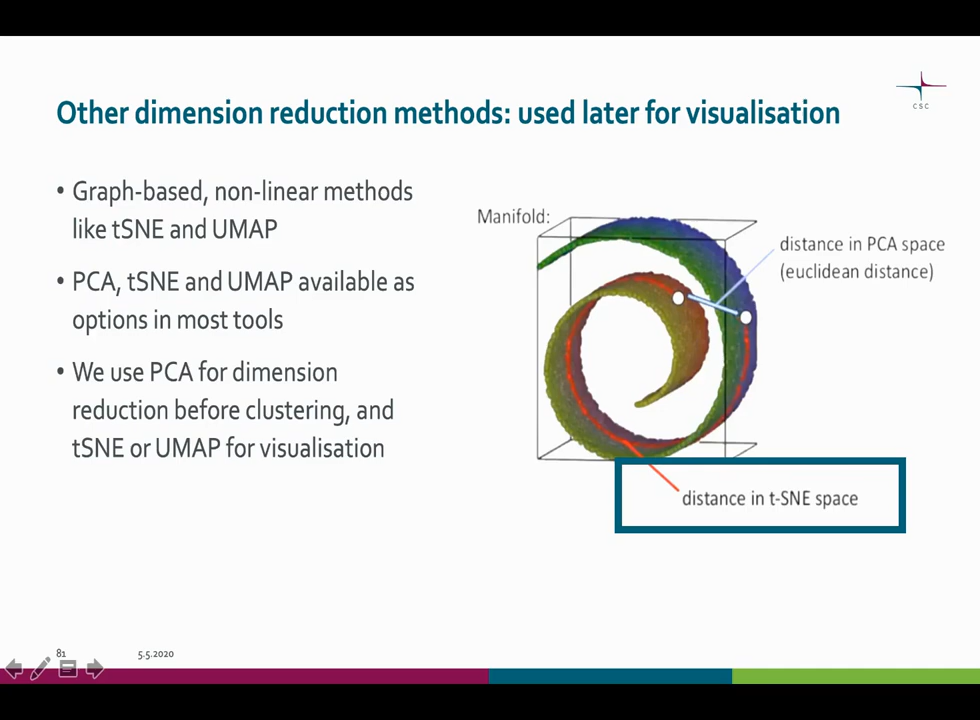 Other dimension reduction methods: used later for visualisation
CSC
• Graph-based, non-linear methods
like tSNE and UMAP
• PCA, tSNE and UMAP available as
options in most tools
• We use PCA for dimension
reduction before clustering, and
tSNE or UMAP for visualisation
Manifold:
distance in PCA space
(euclidean distance)
distance in t-SNE space
81
5.5.2020